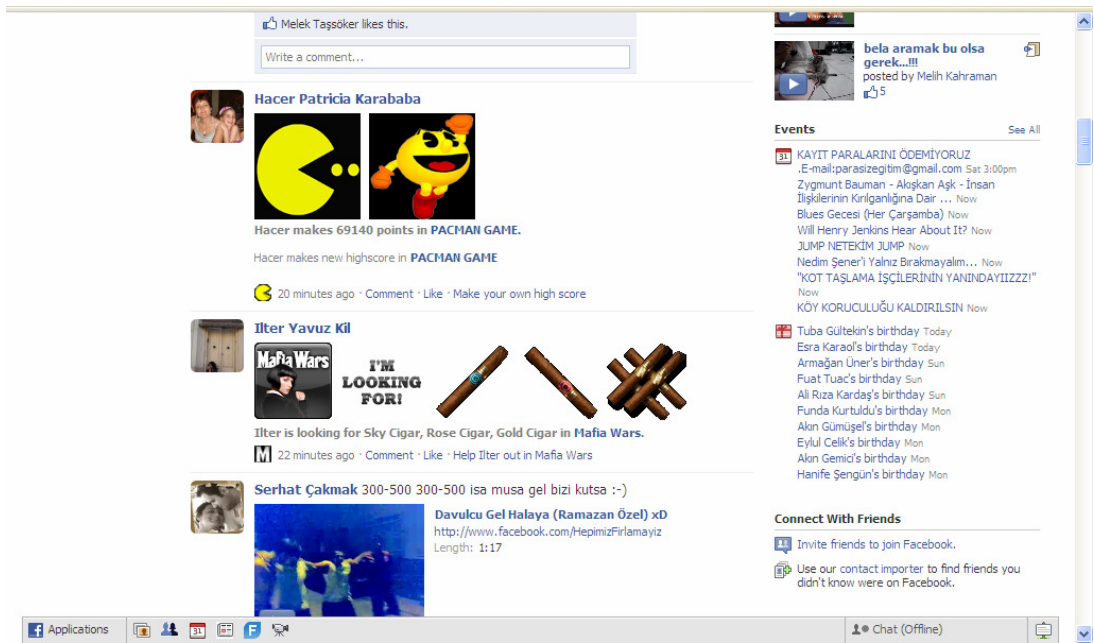 Melek Taşsöker likes this.
Write a comment...
Hacer Patricia Karababa
Hacer makes 69140 points in PACMAN GAME.
Hacer makes new highscore in PACMAN GAME
20 minutes ago · Comment · Like · Make your own high score
Ilter Yavuz Kil
Mafia Wars
I'M
LOOKING
FOR!
Ilter is looking for Sky Cigar, Rose Cigar, Gold Cigar in Mafia Wars.
M 22 minutes ago · Comment · Like · Help Ilter out in Mafia Wars
Serhat Çakmak 300-500 300-500 isa musa gel bizi kutsa :-)
Davulcu Gel Halaya (Ramazan Özel) xD
http://www.facebook.com/HepimizFirlamayiz
Length: 1:17
bela aramak bu olsa
gerek...!!!
posted by Melih Kahraman
5
Events See All
31 KAYIT PARALARINI ÖDEMİYORUZ
.E-mail:parasizegitim@gmail.com Sat 3:00pm
Zygmunt Bauman - Akışkan Aşk - İnsan
İlişkilerinin Kırılganlığına Dair ... Now
Blues Gecesi (Her Çarşamba) Now
Will Henry Jenkins Hear About It? Now
JUMP NETEKİM JUMP Now
Nedim Şener'i Yalnız Bırakmayalım... Now
"KOT TAŞLAMA İŞÇİLERİNİN YANINDAYIIZZZ!"
Now
KÖY KORUCULUĞU KALDIRILSIN Now
Tuba Gültekin's birthday Today
Esra Karaol's birthday Today
Armağan Üner's birthday Sun
Fuat Tuac's birthday Sun
Ali Rıza Kardaş's birthday Sun
Funda Kurtuldu's birthday Mon
Akın Gümüşel's birthday Mon
Eylul Celik's birthday Mon
Akın Gemici's birthday Mon
Hanife Şengün's birthday Mon
Connect With Friends
Invite friends to join Facebook.
Use our contact importer to find friends you
didn't know were on Facebook.
f Applications 31 F Chat (Offline)